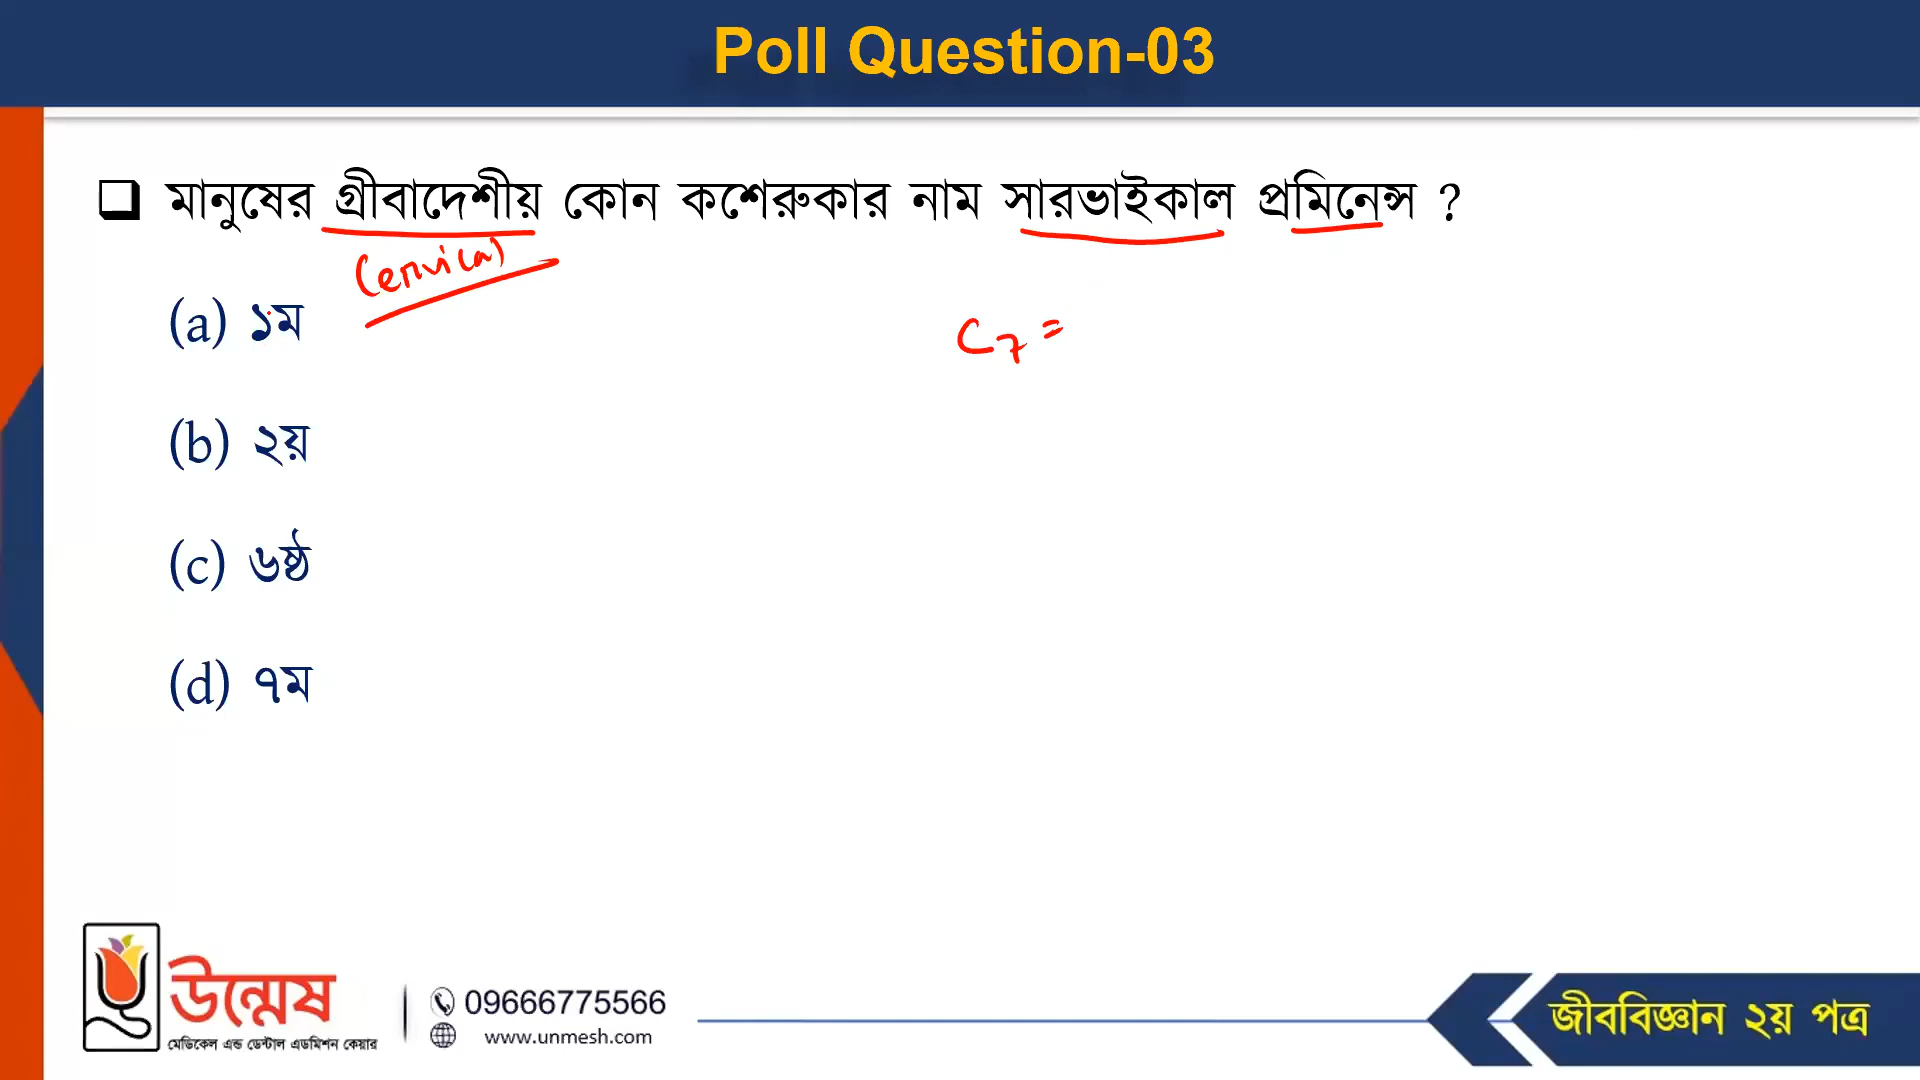 Poll Question-03
মানুষের গ্রীবাদেশীয় কোন কশেরুকার নাম সারভাইকাল প্রমিনেন্স ?
Cervical
(a) ১ম
C7 =
(b) ২য়
(c) ৬ষ্ঠ
(d) ৭ম
উন্মেষ
মেডিকেল এন্ড ডেন্টাল এডমিশন কেয়ার
09666775566
www.unmesh.com
জীববিজ্ঞান ২য় পত্র